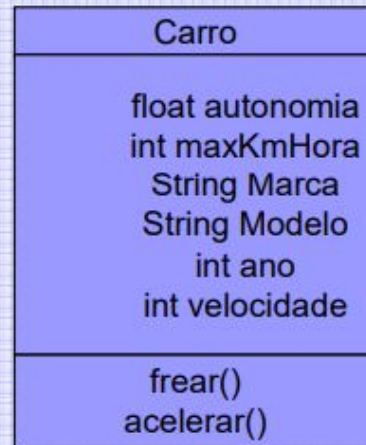 Carro
float autonomia
int maxKmHora
String Marca
String Modelo
int ano
int velocidade
frear()
acelerar()